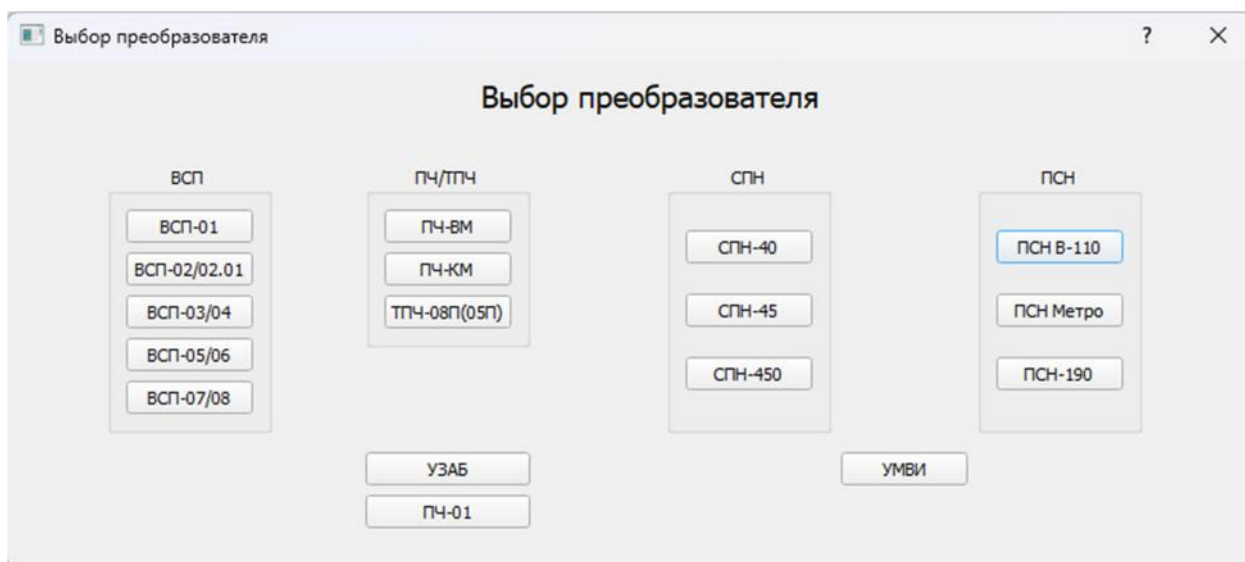 Выбор преобразователя
?
Выбор преобразователя
ВСП
ВСП-01
ВСП-02/02.01
ВСП-03/04
ВСП-05/06
ВСП-07/08
ПЧ/ТПЧ
ПЧ-ВМ
ПЧ-КМ
ТПЧ-08П(05П)
УЗАБ
ПЧ-01
СПН
СПН-40
СПН-45
СПН-450
ПСН
ПСН В-110
ПСН Метро
ПСН-190
УМВИ